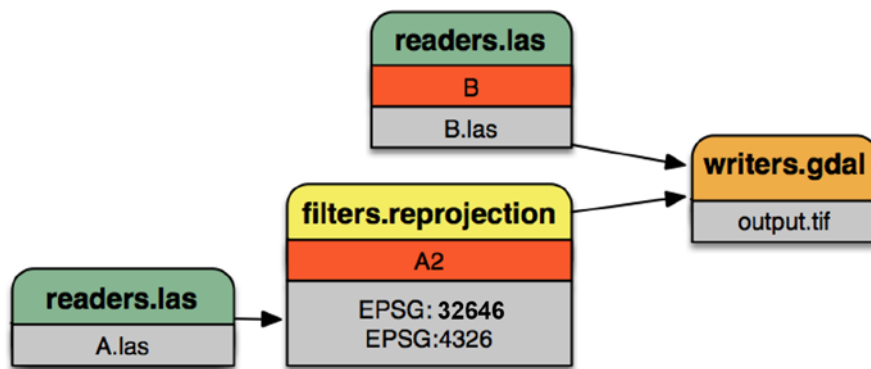 readers.las
B
B.las
writers.gdal
output.tif
filters.reprojection
A2
EPSG: 32646
EPSG:4326
readers.las
A.las